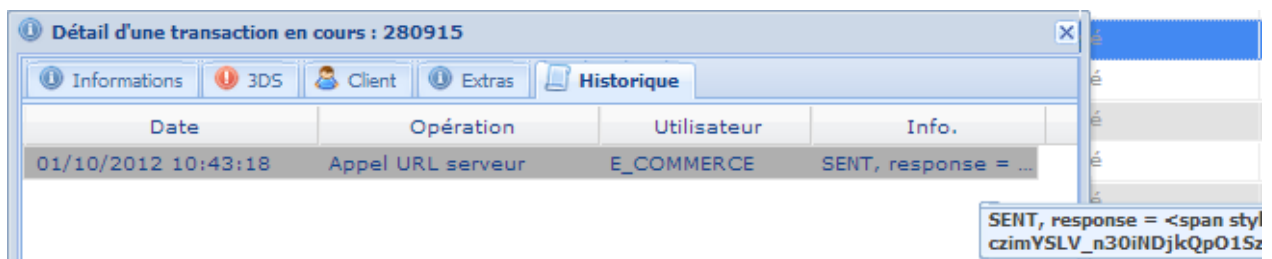 Détail d'une transaction en cours : 280915
Informations 3DS Client Extras Historique
Date Opération Utilisateur Info.
01/10/2012 10:43:18 Appel URL serveur E_COMMERCE SENT, response = ...
é
é
é
é
é
SENT, response = <span styl
czimYSLV_n30iNDjkQpO1Sz